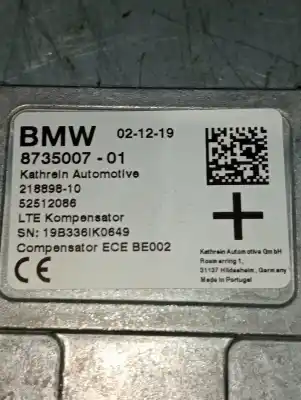 BMW 02-12-19
8735007-01
Kathrein Automotive
218898-10
52512086
LTE Kompensator
SN: 19B336IK0649
Compensator ECE BE002
CE
Kathrein Automotive GmbH
Roemerring 1,
31137 Hildesheim, Germany
Made in Portugal